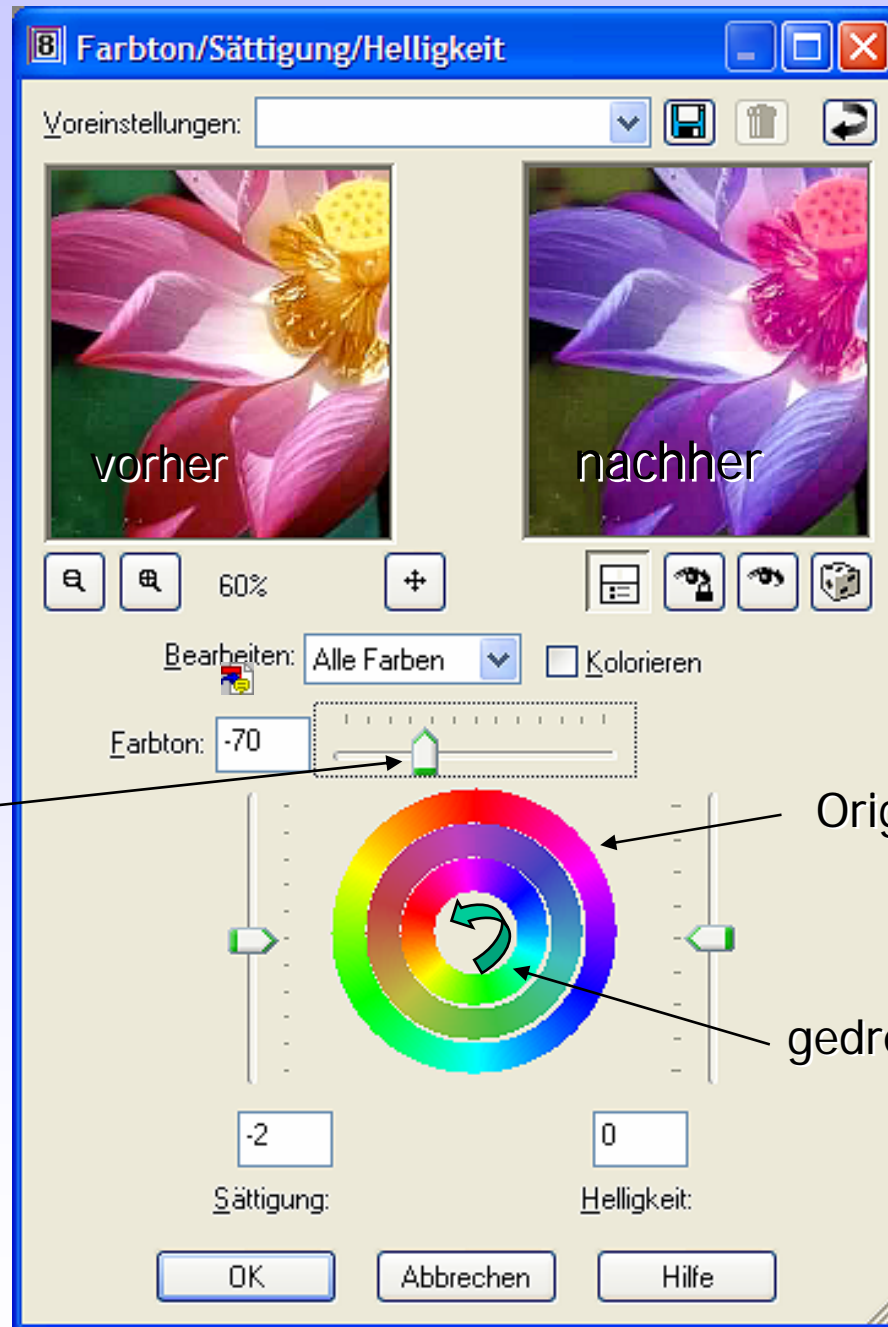 8 Farbton/Sättigung/Helligkeit
Voreinstellungen:
vorher nachher
60%
Bearbeiten: Alle Farben Kolorieren
Farbton: -70
-2 0
Sättigung: Helligkeit:
OK Abbrechen Hilfe